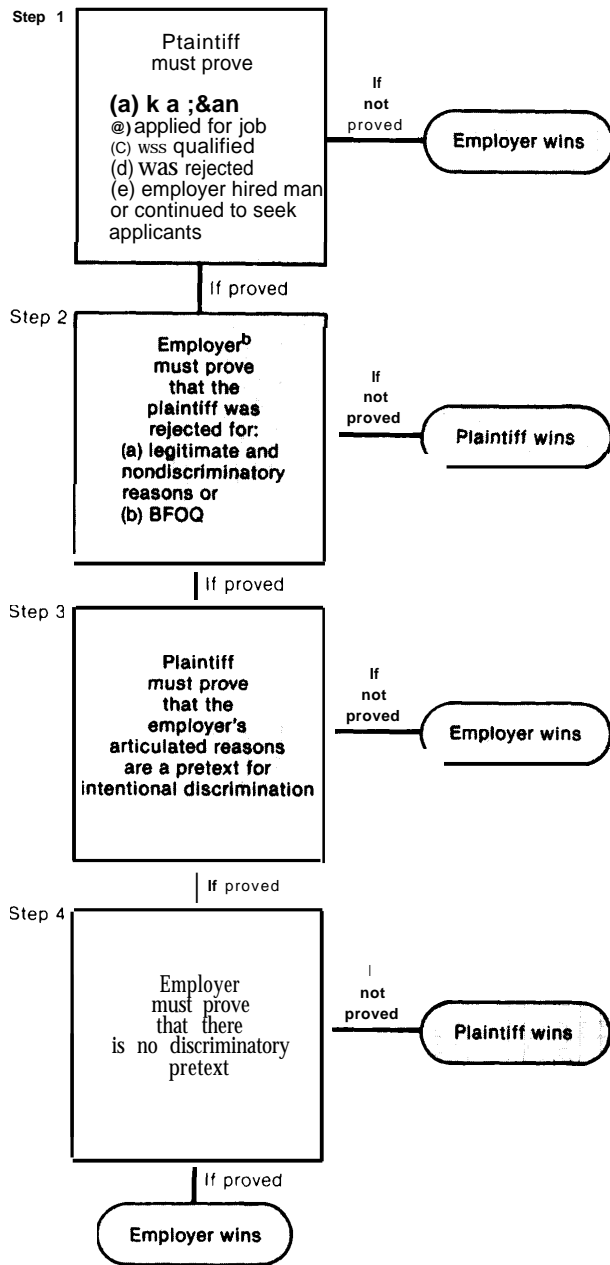 Step 1
Ptaintiff
must prove
(a) k a ;&an
@) applied for job
(C) wss qualified
(d) was rejected
(e) employer hired man
or continued to seek
applicants
If
not
proved
Employer wins
If proved
Step 2
Employerb
must prove
that the
plaintiff was
rejected for:
(a) legitimate and
nondiscriminatory
reasons or
(b) BFOQ
If
not
proved
Plaintiff wins
If proved
Step 3
Plaintiff
must prove
that the
employer's
articulated reasons
are a pretext for
intentional discrimination
If
not
proved
Employer wins
If proved
Step 4
Employer
must prove
that there
is no discriminatory
pretext
I
not
proved
Plaintiff wins
If proved
Employer wins